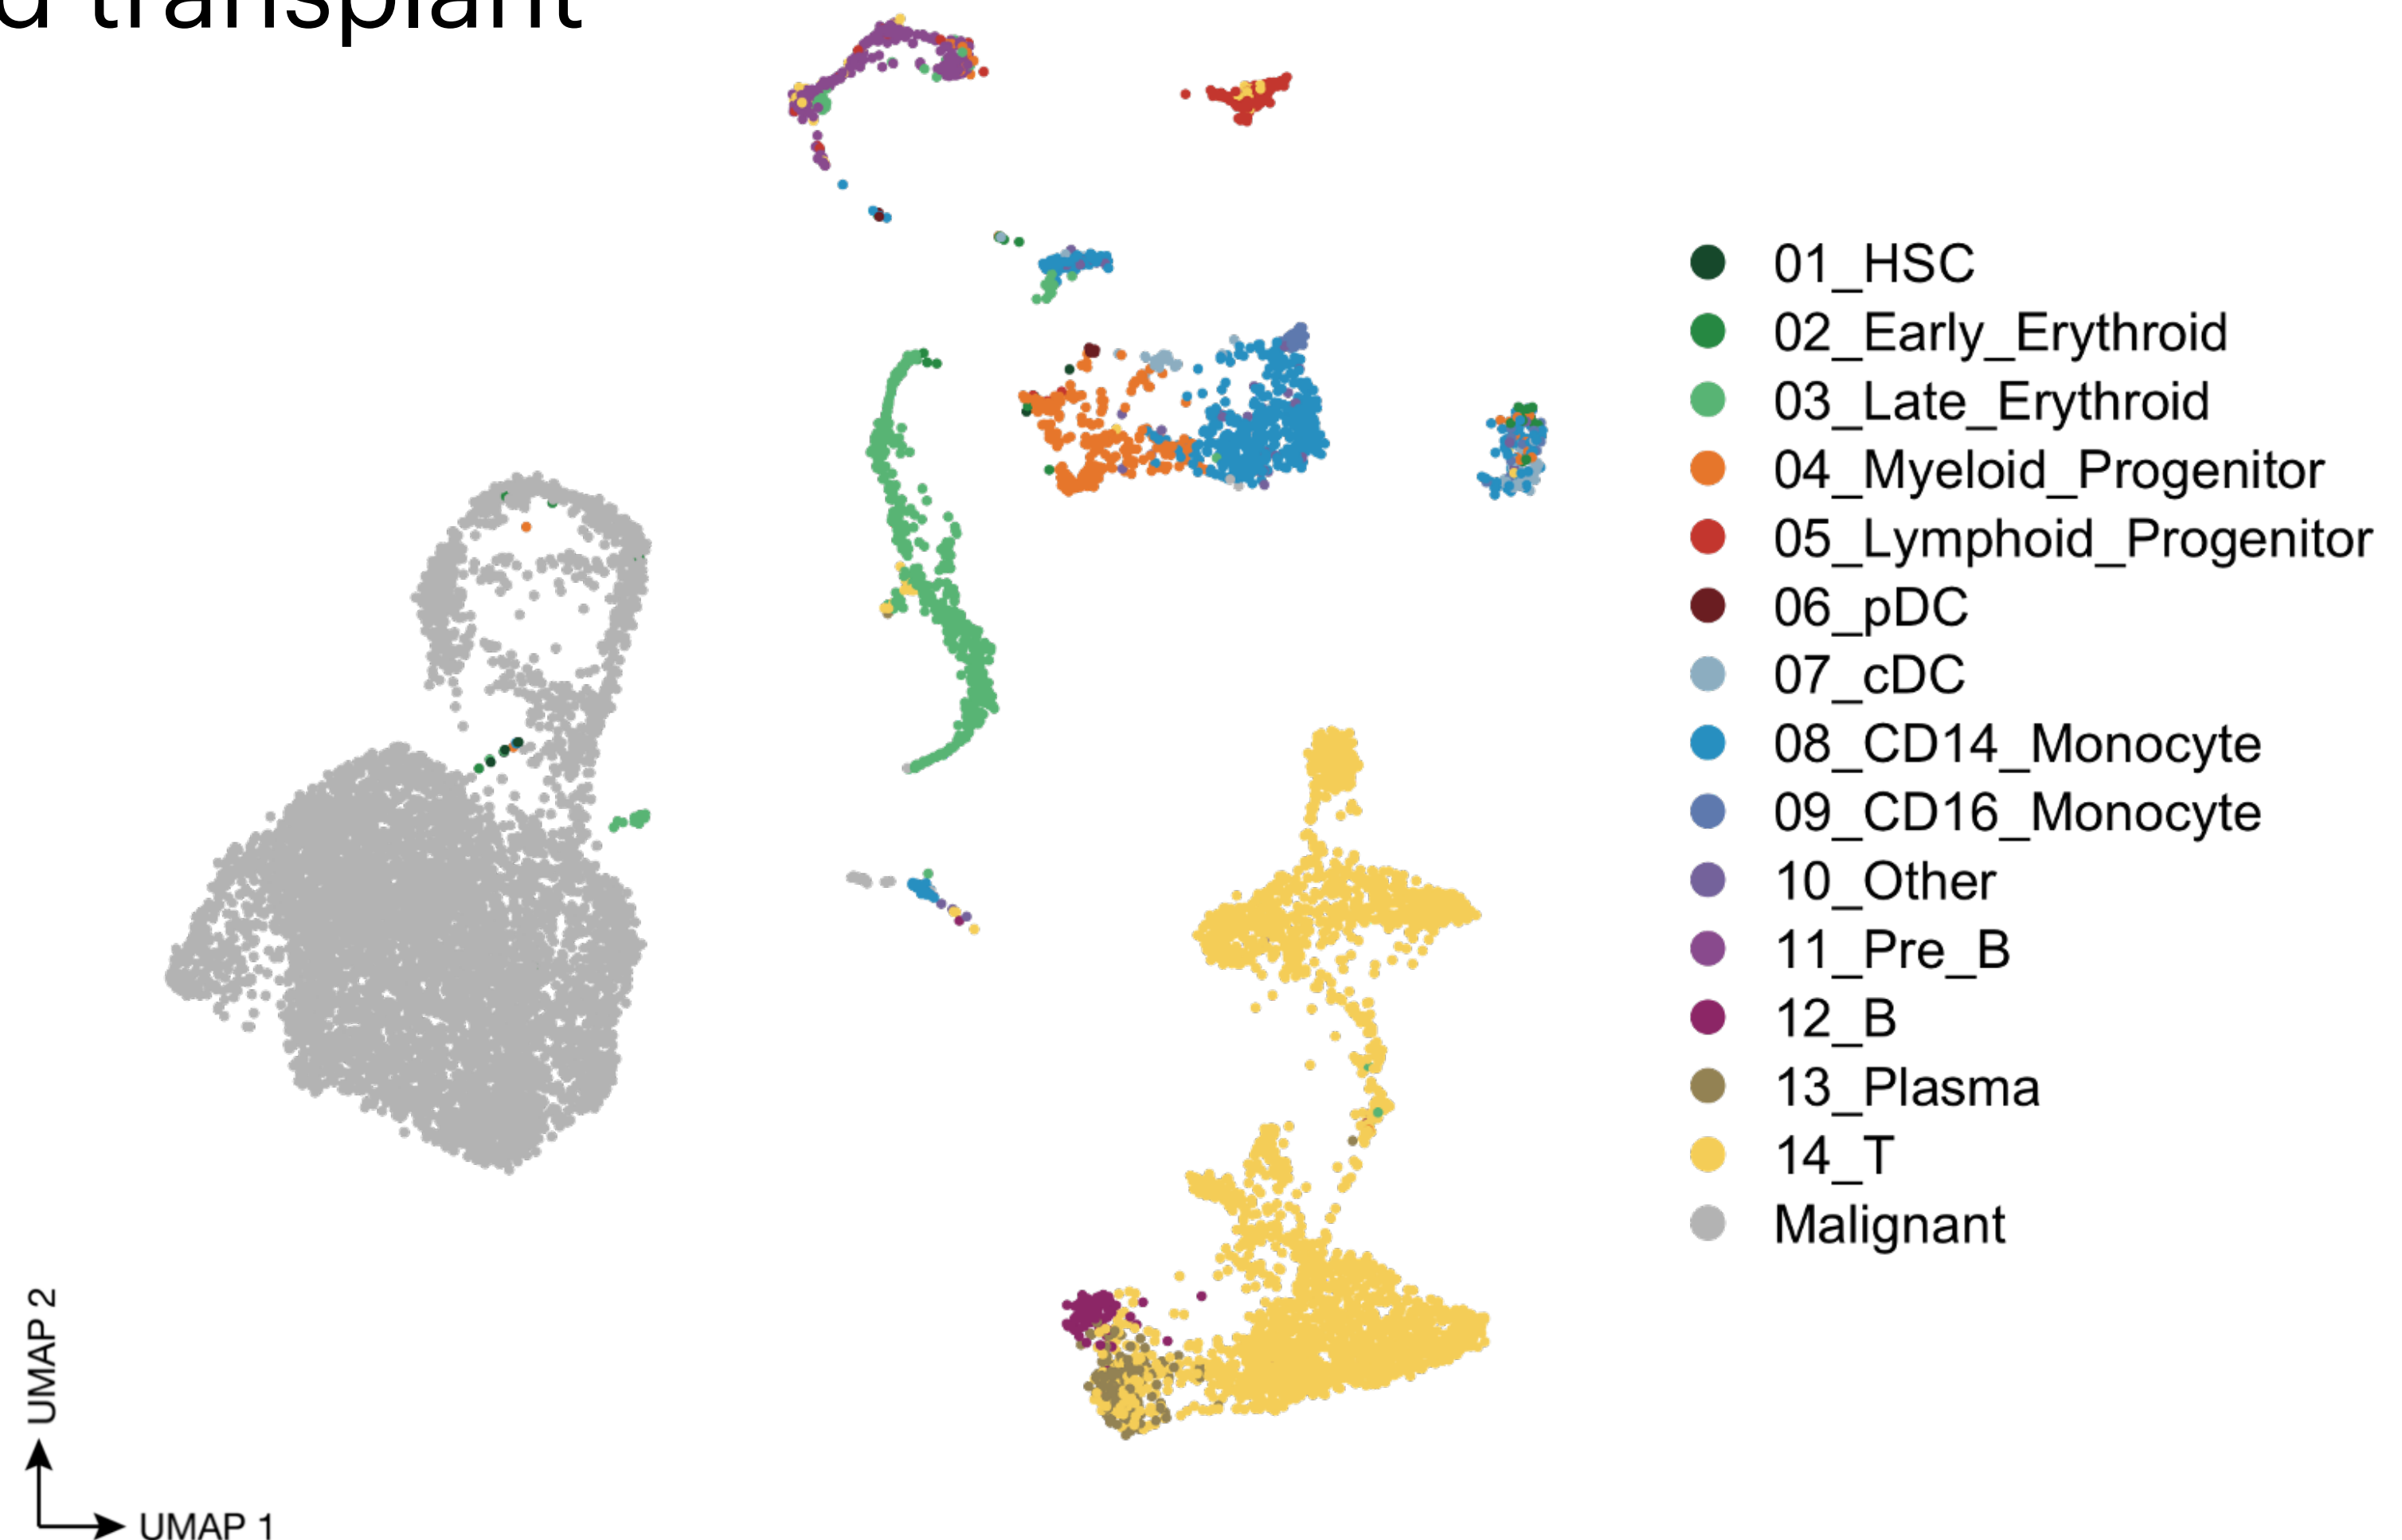 d transplant
01_HSC
02_Early_Erythroid
03_Late_Erythroid
04_Myeloid_Progenitor
05_Lymphoid_Progenitor
06_pDC
07_cDC
08_CD14_Monocyte
09_CD16_Monocyte
10_Other
11_Pre_B
12_B
13_Plasma
14_T
Malignant
UMAP 2
UMAP 1